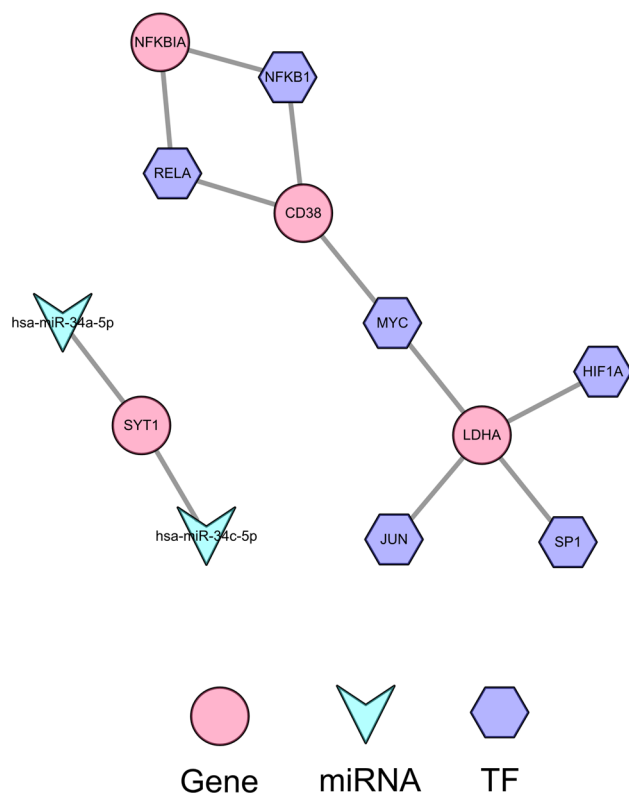 NFKBIA
NFKB1
RELA
CD38
hsa-miR-34a-5p
MYC
HIF1A
SYT1
LDHA
hsa-miR-34c-5p
JUN
SP1
Gene
miRNA
TF